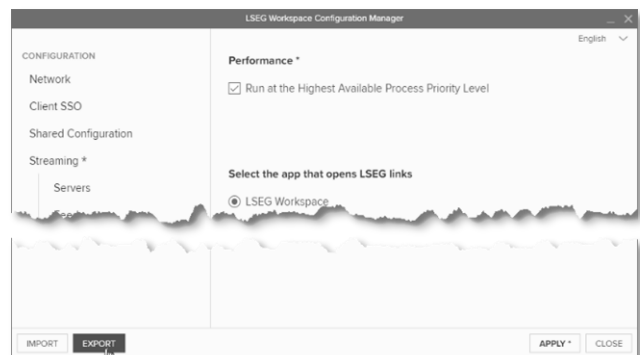 LSEG Workspace Configuration Manager
English
CONFIGURATION
Network
Client SSO
Shared Configuration
Streaming *
Servers
Performance *
Run at the Highest Available Process Priority Level
Select the app that opens LSEG links
LSEG Workspace
IMPORT
EXPORT
APPLY *
CLOSE